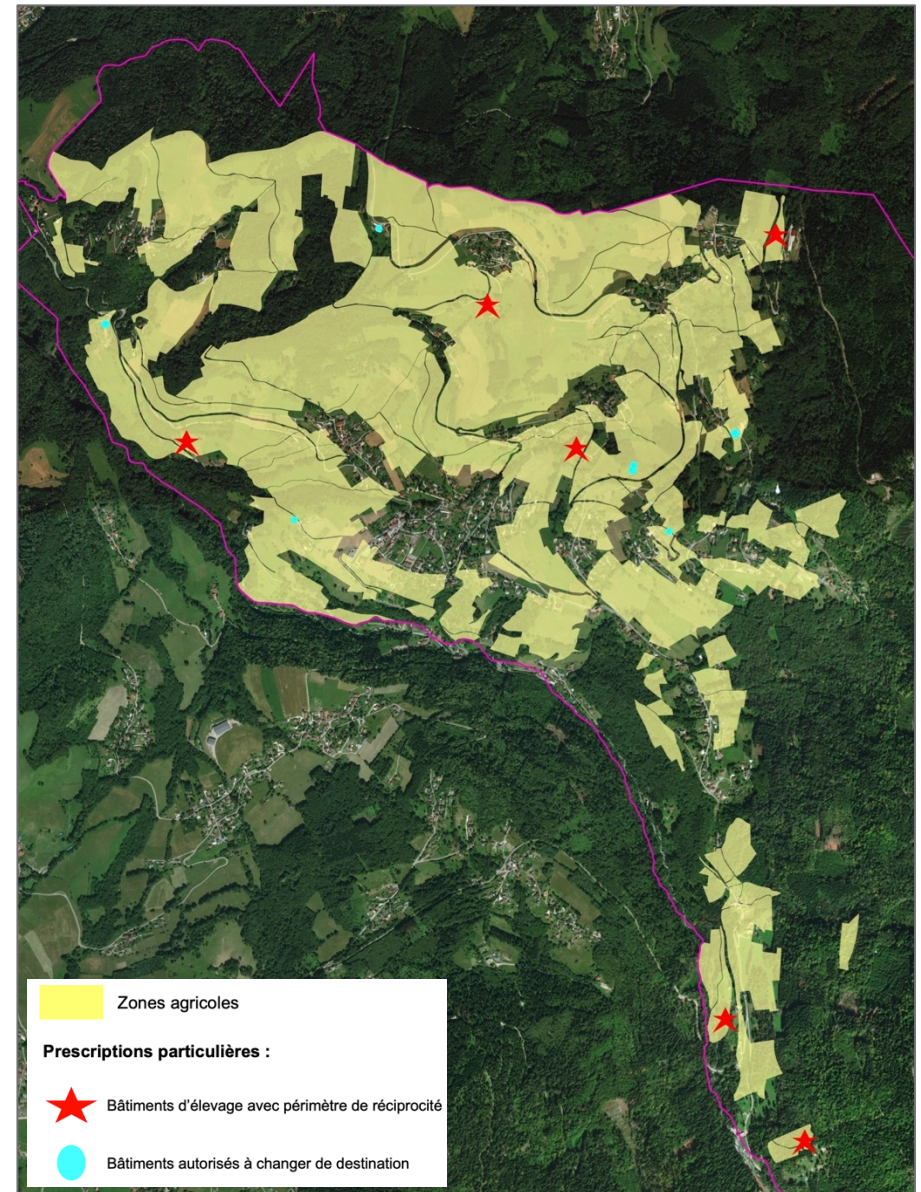 Zones agricoles
Prescriptions particulières :
Bâtiments d'élevage avec périmètre de réciprocité
Bâtiments autorisés à changer de destination